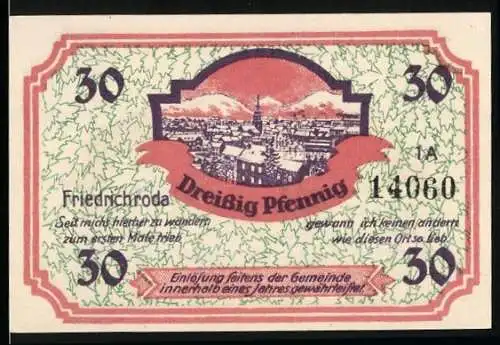 30 30
Dreißig Pfennig
1A
Friedrichroda 14060
Seit mich's hierher zu wandern gewann ich keinen andern
zum ersten Male trieb wie diesen Ort so lieb.
30 30
Einlösung seitens der Gemeinde
innerhalb eines Jahres gewährleistet.